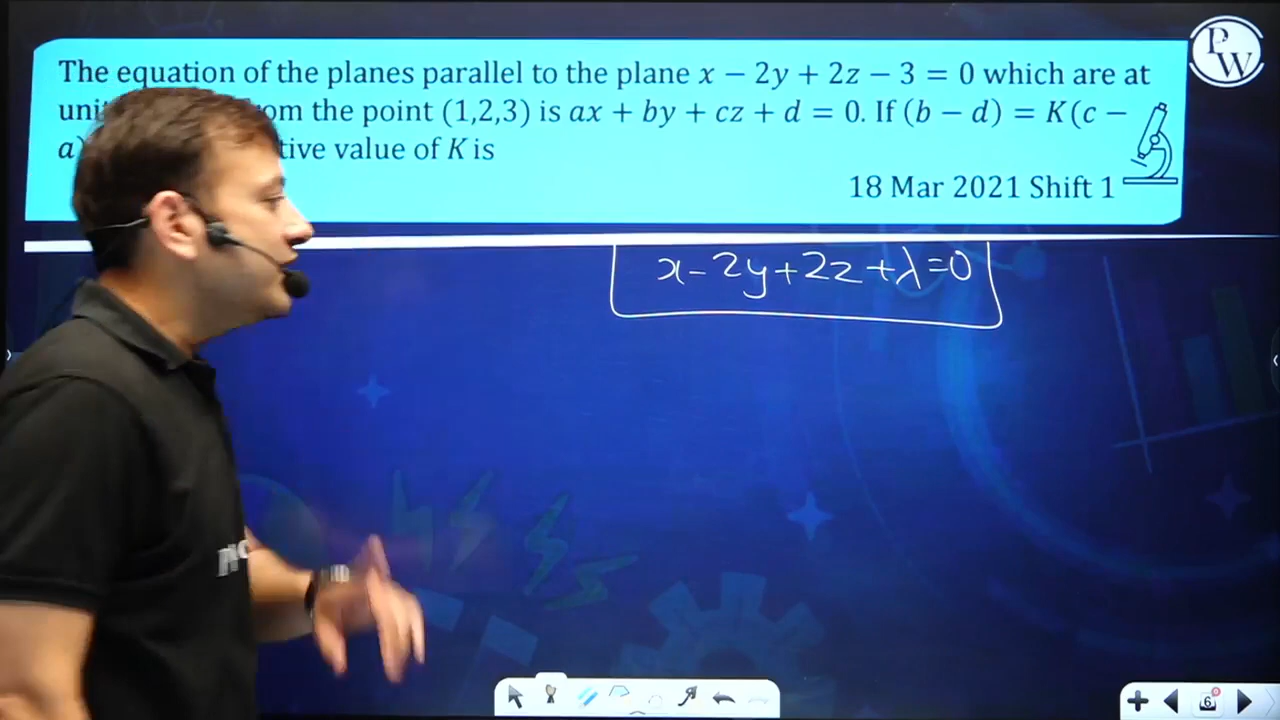 The equation of the planes parallel to the plane x − 2y + 2z − 3 = 0 which are at
om the point (1,2,3) is ax + by + cz + d = 0. If (b − d) = K(c −
tive value of K is
18 Mar 2021 Shift 1
PW
x-2y+2z+λ=0
6